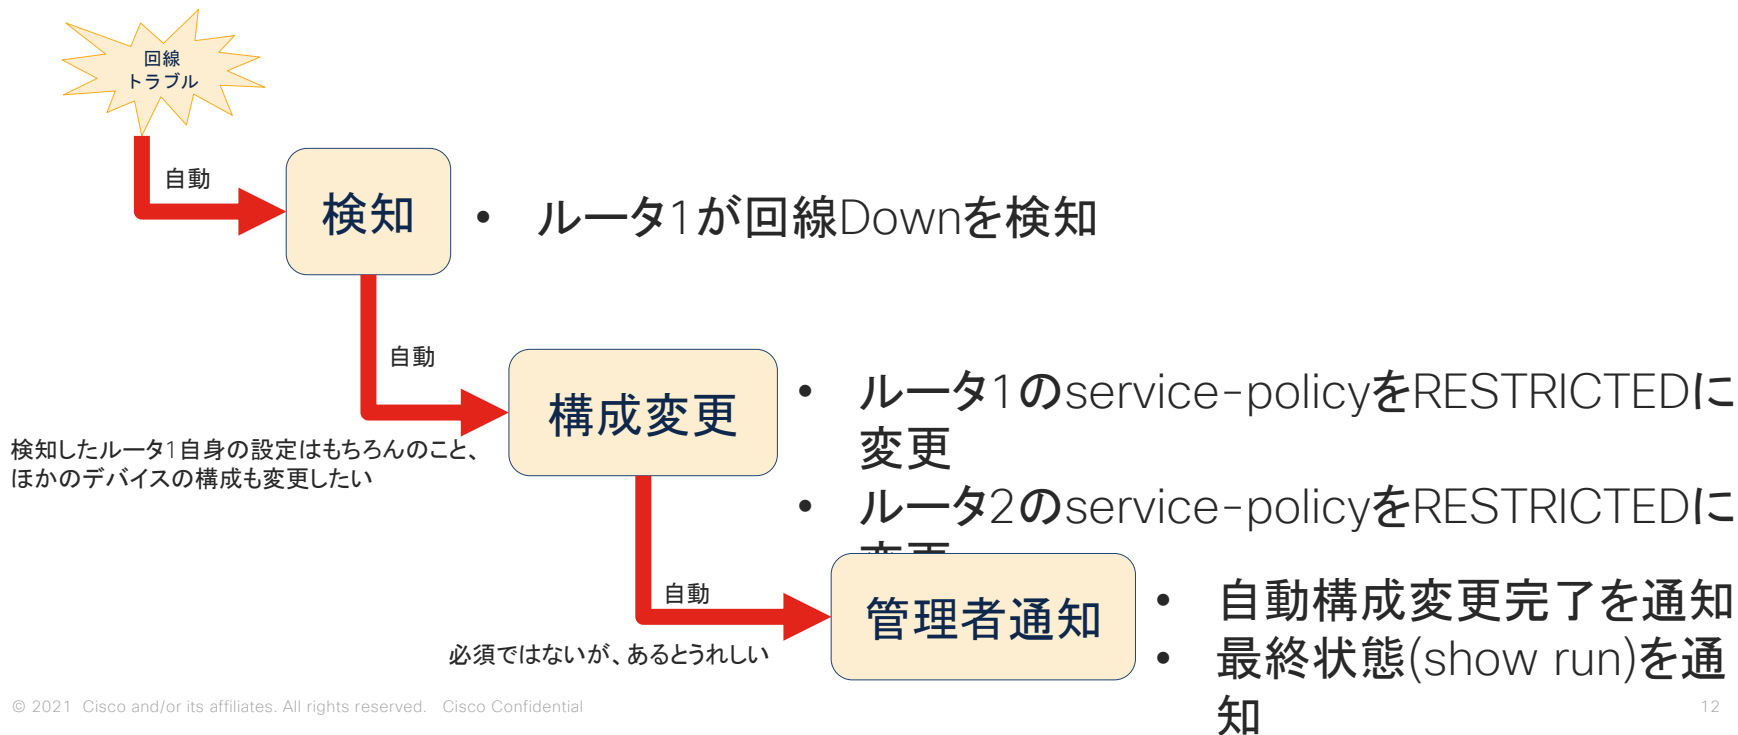 回線
トラブル
自動
検知
• ルータ1が回線Downを検知
自動
構成変更
• ルータ1のservice-policyをRESTRICTEDに
変更
• ルータ2のservice-policyをRESTRICTEDに
変更
検知したルータ1自身の設定はもちろんのこと、
ほかのデバイスの構成も変更したい
自動
管理者通知
• 自動構成変更完了を通知
• 最終状態(show run)を通
知
必須ではないが、あるとうれしい
© 2021 Cisco and/or its affiliates. All rights reserved. Cisco Confidential
12